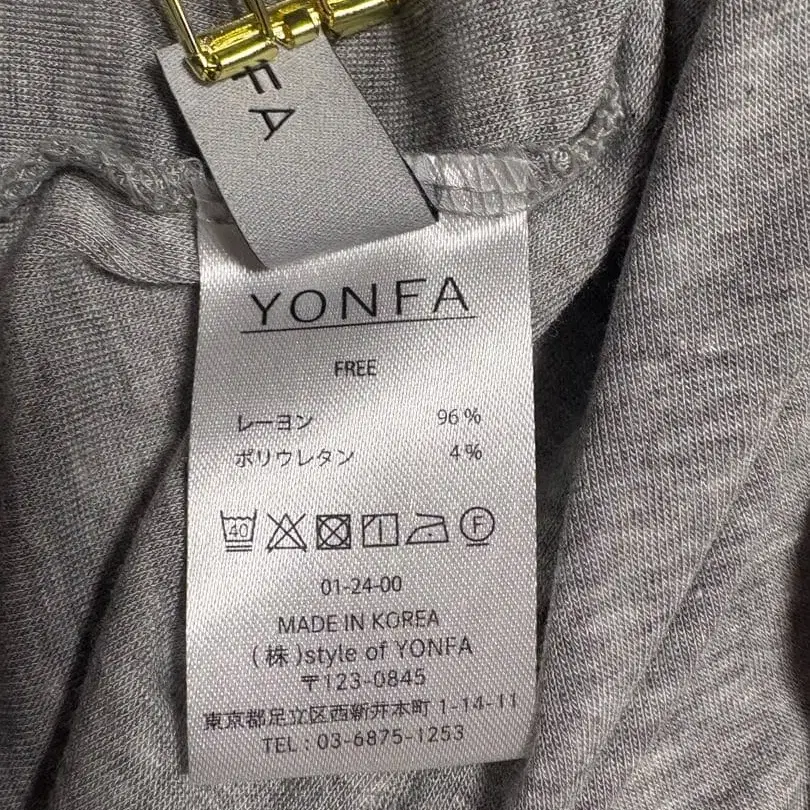 FA
YONFA
FREE
レーヨン 96%
ポリウレタン 4%
40 F
01-24-00
MADE IN KOREA
(株)style of YONFA
〒123-0845
東京都足立区西新井本町 1-14-11
TEL : 03-6875-1253